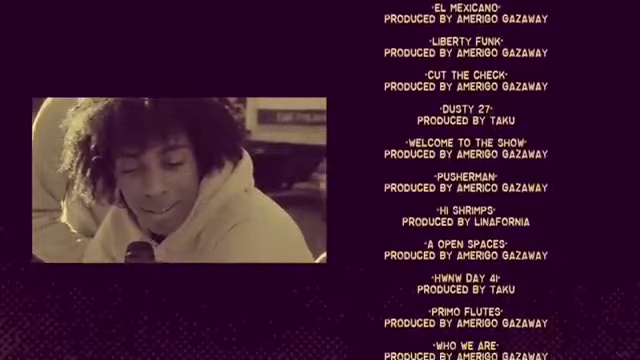 "EL MEXICANO"
PRODUCED BY AMERIGO GAZAWAY
"LIBERTY FUNK"
PRODUCED BY AMERIGO GAZAWAY
"CUT THE CHECK"
PRODUCED BY AMERIGO GAZAWAY
"DUSTY 27"
PRODUCED BY TAKU
"WELCOME TO THE SHOW"
PRODUCED BY AMERIGO GAZAWAY
"PUSHERMAN"
PRODUCED BY AMERICO GAZAWAY
"HI SHRIMPS"
PRODUCED BY LINAFORNIA
"A OPEN SPACES"
PRODUCED BY AMERIGO GAZAWAY
"HWNW DAY 41"
PRODUCED BY TAKU
"PRIMO FLUTES"
PRODUCED BY AMERIGO GAZAWAY
"WHO WE ARE"
PRODUCED BY AMERIGO GAZAWAY